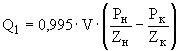 Q₁ = 0,995 · V · (Pн/Zн − Pк/Zк)